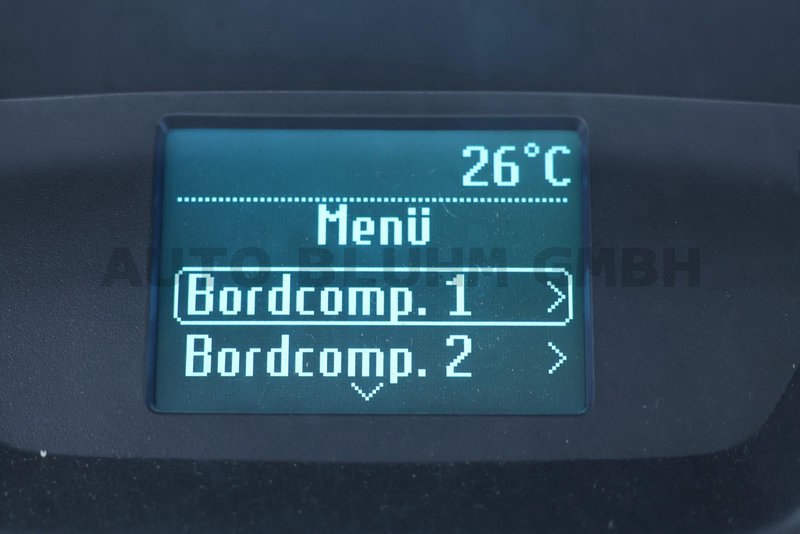 26°C
Menü
AUTO BLUHM GMBH
Bordcomp. 1 >
Bordcomp. 2 >